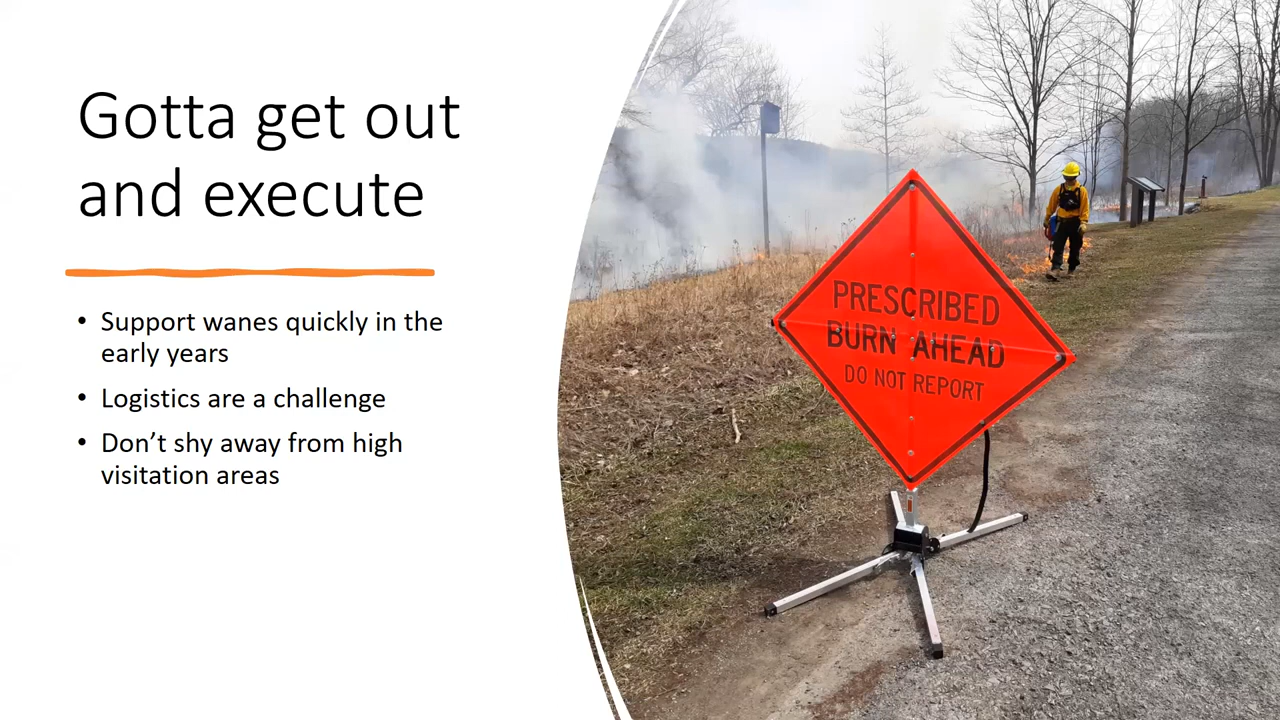 Gotta get out
and execute
• Support wanes quickly in the
early years
• Logistics are a challenge
• Don’t shy away from high
visitation areas
PRESCRIBED
BURN AHEAD
DO NOT REPORT